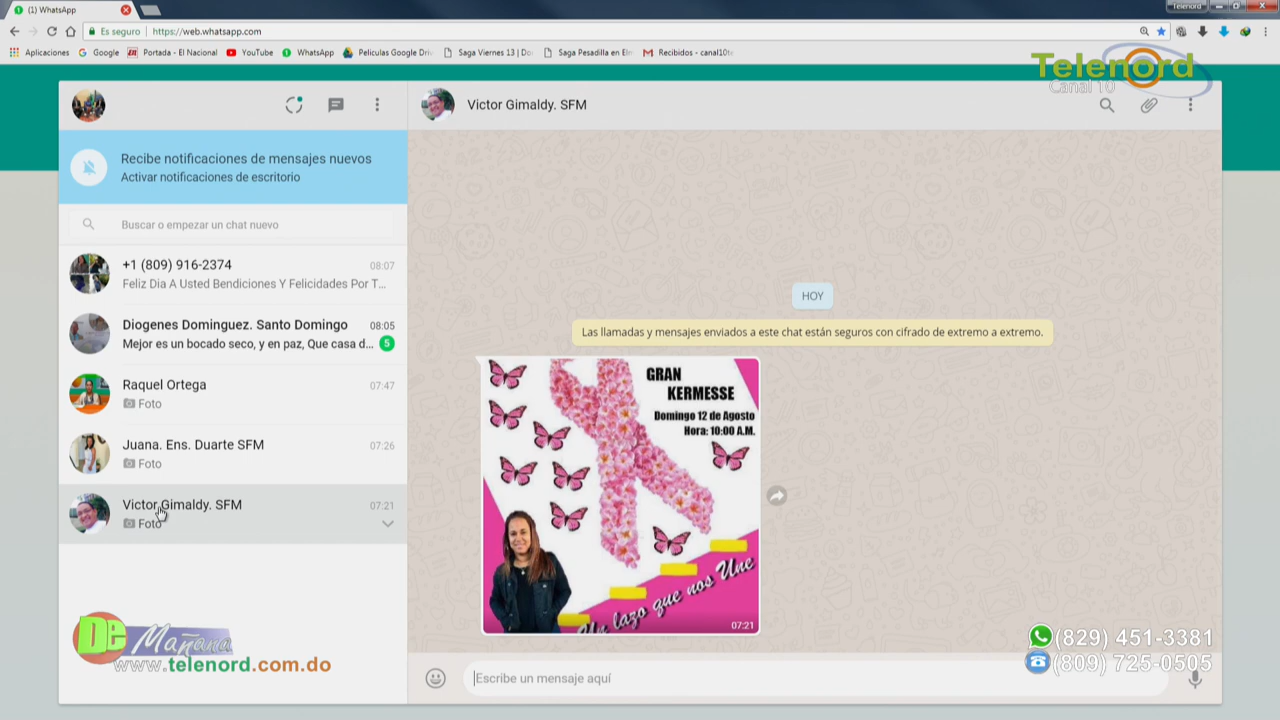 (1) WhatsApp
Telenord
Es seguro
https://web.whatsapp.com
Aplicaciones
Google
Portada - El Nacional
YouTube
WhatsApp
Peliculas Google Driv
Saga Viernes 13 | Do
Saga Pesadilla en Elm
Recibidos - canal10te
Telenord
Canal 10
Victor Gimaldy. SFM
Recibe notificaciones de mensajes nuevos
Activar notificaciones de escritorio
Buscar o empezar un chat nuevo
+1 (809) 916-2374
08:07
Feliz Dia A Usted Bendiciones Y Felicidades Por T...
Diogenes Dominguez. Santo Domingo
08:05
Mejor es un bocado seco, y en paz, Que casa d...
5
Raquel Ortega
07:47
Foto
Juana. Ens. Duarte SFM
07:26
Foto
Victor Gimaldy. SFM
07:21
Foto
HOY
Las llamadas y mensajes enviados a este chat están seguros con cifrado de extremo a extremo.
GRAN
KERMESSE
Domingo 12 de Agosto
Hora: 10:00 A.M.
Un lazo que nos Une
07:21
De Mañana
www.telenord.com.do
(829) 451-3381
(809) 725-0505
Escribe un mensaje aquí